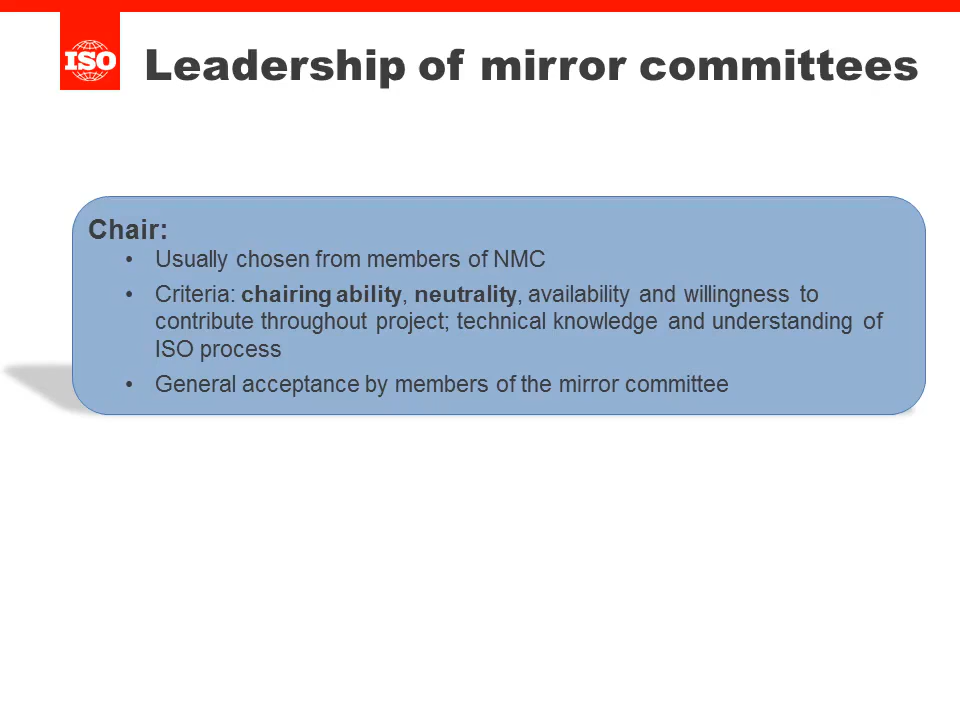 ISO
Leadership of mirror committees
Chair:
• Usually chosen from members of NMC
• Criteria: chairing ability, neutrality, availability and willingness to
contribute throughout project; technical knowledge and understanding of
ISO process
• General acceptance by members of the mirror committee